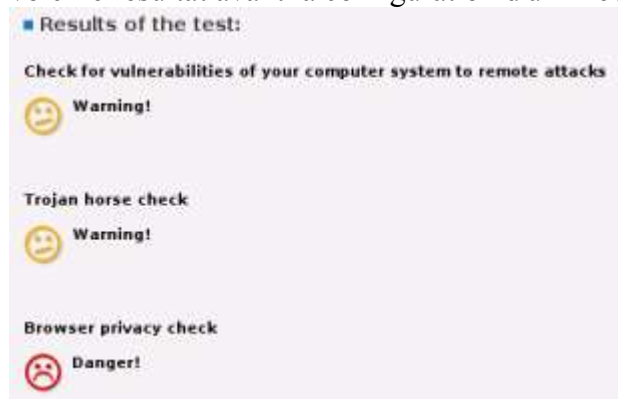 Results of the test:
Check for vulnerabilities of your computer system to remote attacks
Warning!
Trojan horse check
Warning!
Browser privacy check
Danger!